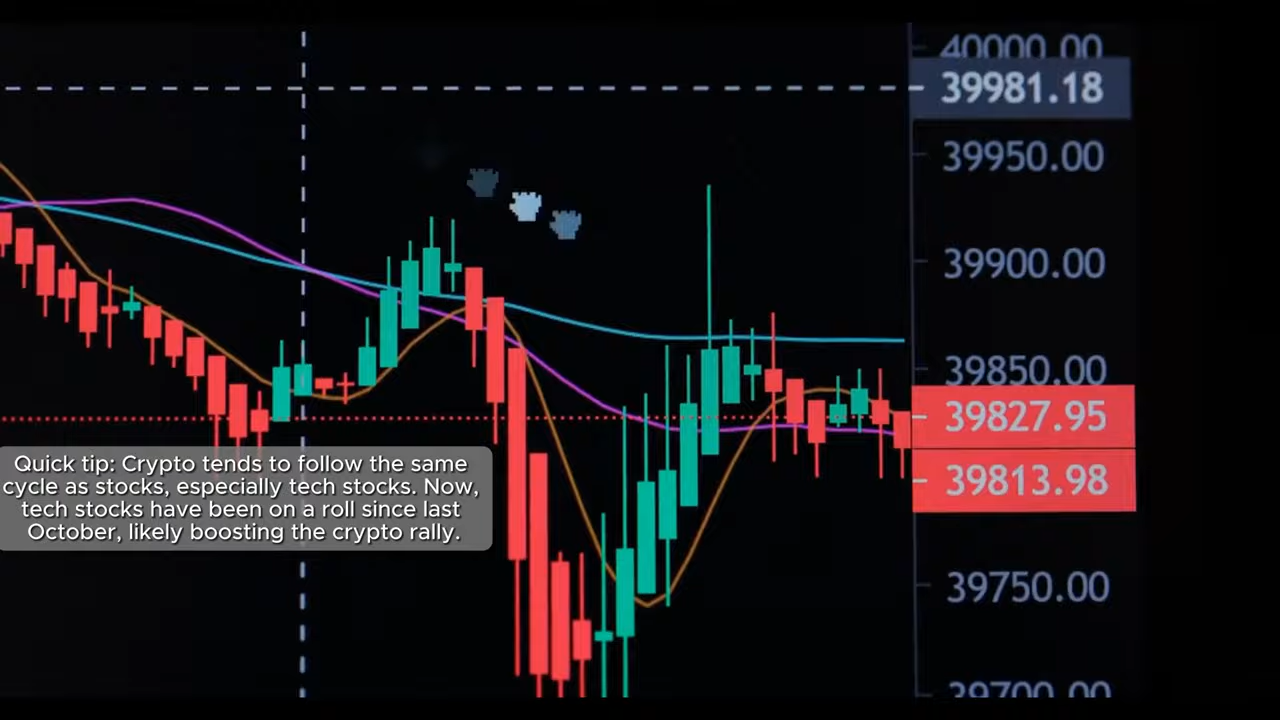 40000.00
39981.18
39950.00
39900.00
39850.00
39827.95
39813.98
39750.00
39700.00
Quick tip: Crypto tends to follow the same
cycle as stocks, especially tech stocks. Now,
tech stocks have been on a roll since last
October, likely boosting the crypto rally.